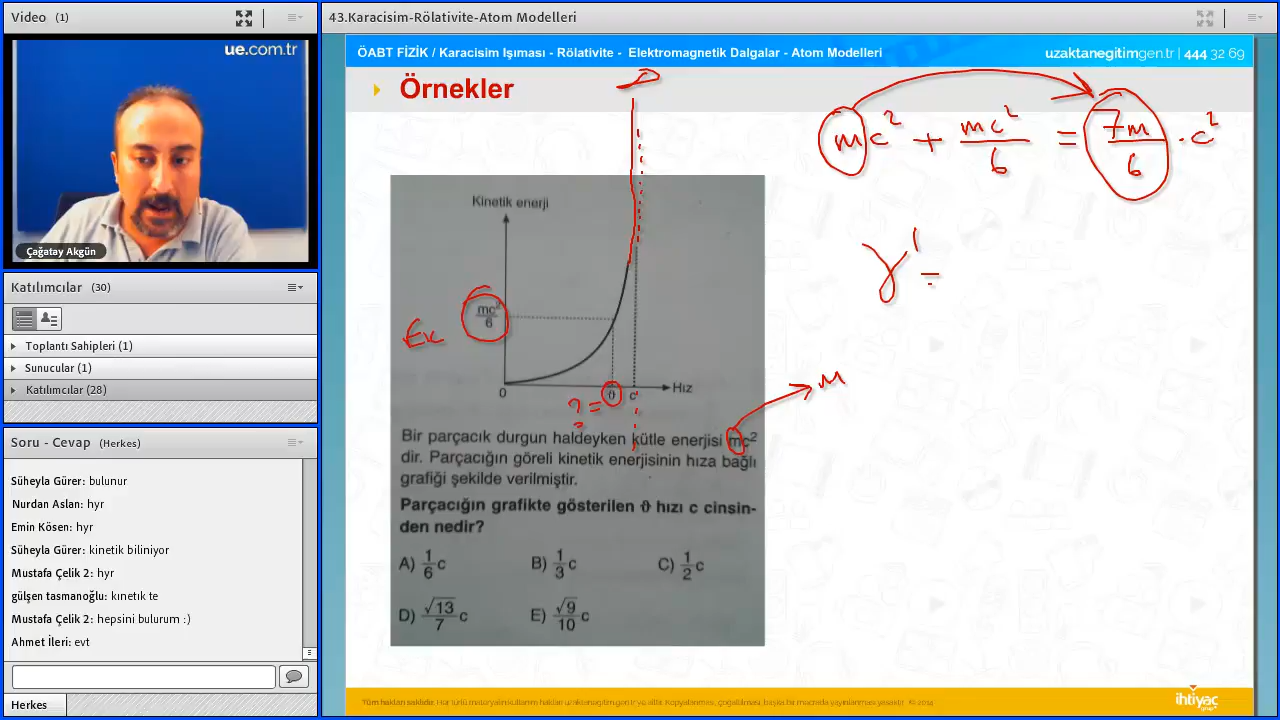 Video (1)
ue.com.tr
Çağatay Akgün
Katılımcılar (30)
Toplantı Sahipleri (1)
Sunucular (1)
Katılımcılar (28)
Soru - Cevap (Herkes)
Süheyla Gürer: bulunur
Nurdan Aslan: hyr
Emin Kösen: hyr
Süheyla Gürer: kinetik biliniyor
Mustafa Çelik 2: hyr
gülşen tasmanoğlu: kınetık te
Mustafa Çelik 2: hepsini bulurum :)
Ahmet İleri: evt
Herkes
43.Karacisim-Rölativite-Atom Modelleri
ÖABT FİZİK / Karacisim Işıması - Rölativite - Elektromagnetik Dalgalar - Atom Modelleri
uzaktanegitimgen.tr | 444 32 69
Örnekler
mc² + mc²/6 = 7m/6 · c²
γ' =
Kinetik enerji
mc²/6
Ek
0
ϑ
c
Hız
? =
m
Bir parçacık durgun haldeyken kütle enerjisi mc²
dir. Parçacığın göreli kinetik enerjisinin hıza bağlı
grafiği şekilde verilmiştir.
Parçacığın grafikte gösterilen ϑ hızı c cinsin-
den nedir?
A) 1/6 c B) 1/3 c C) 1/2 c
D) √13/7 c E) √9/10 c
ihtiyaç